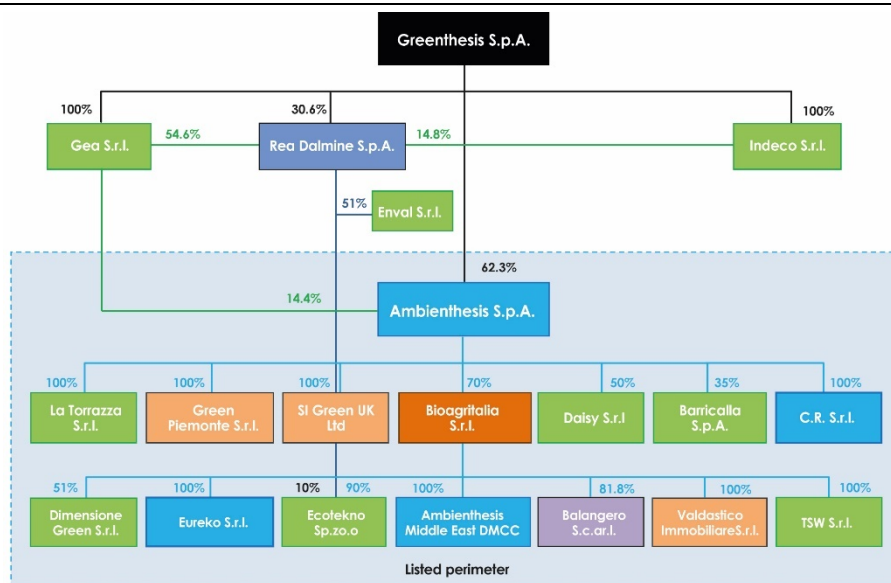 Greenthesis S.p.A.
100%
30.6%
100%
Gea S.r.l.
54.6%
Rea Dalmine S.p.A.
14.8%
Indeco S.r.l.
51%
Enval S.r.l.
62.3%
14.4%
Ambienthesis S.p.A.
100%
100%
100%
70%
50%
35%
100%
La Torrazza
S.r.l.
Green
Piemonte S.r.l.
SI Green UK
Ltd
Bioagritalia
S.r.l.
Daisy S.r.l
Barricalla
S.p.A.
C.R. S.r.l.
51%
100%
10%
90%
100%
81.8%
100%
100%
Dimensione
Green S.r.l.
Eureko S.r.l.
Ecotekno
Sp.zo.o
Ambienthesis
Middle East DMCC
Balangero
S.c.ar.l.
Valdastico
ImmobiliareS.r.l.
TSW S.r.l.
Listed perimeter